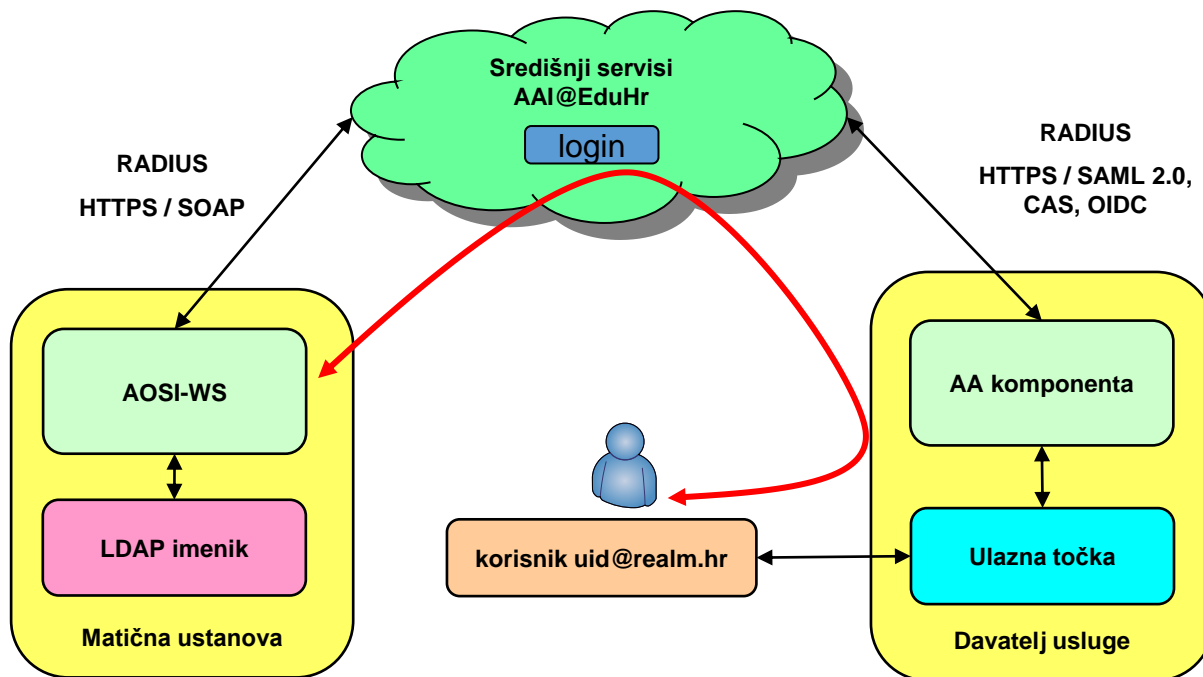 Središnji servisi
AAI@EduHr
login
RADIUS
HTTPS / SOAP
RADIUS
HTTPS / SAML 2.0,
CAS, OIDC
AOSI-WS
LDAP imenik
Matična ustanova
korisnik uid@realm.hr
AA komponenta
Ulazna točka
Davatelj usluge